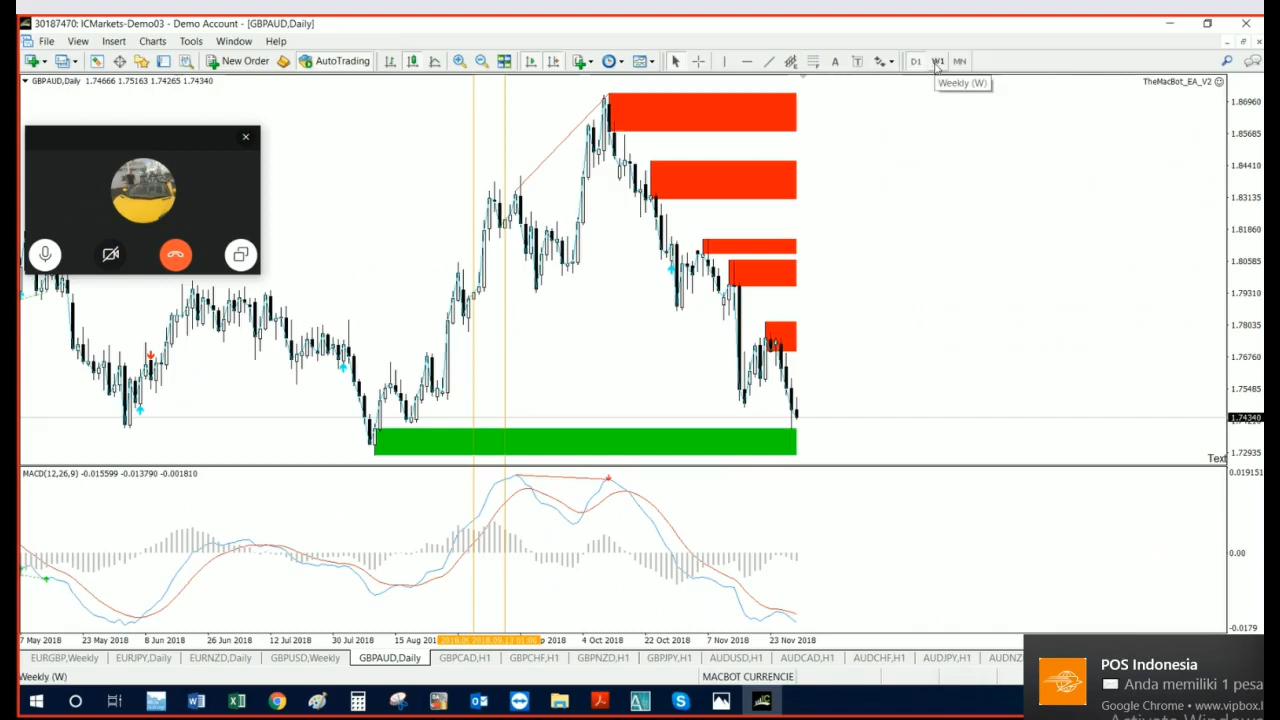 30187470: ICMarkets-Demo03 - Demo Account - [GBPAUD,Daily]
File View Insert Charts Tools Window Help
New Order AutoTrading A T D1 W1 MN
Weekly (W)
GBPAUD,Daily 1.74666 1.75163 1.74265 1.74340
TheMacBot_EA_V2
1.86960
1.85685
1.84410
1.83135
1.81860
1.80585
1.79310
1.78035
1.76760
1.75485
1.74340
1.72935
Text
MACD(12,26,9) -0.015599 -0.013790 -0.001810
0.019151
0.00
-0.0179
7 May 2018 23 May 2018 8 Jun 2018 26 Jun 2018 12 Jul 2018 30 Jul 2018 15 Aug 201 p 2018 4 Oct 2018 22 Oct 2018 7 Nov 2018 23 Nov 2018
EURGBP,Weekly EURJPY,Daily EURNZD,Daily GBPUSD,Weekly GBPAUD,Daily GBPCAD,H1 GBPCHF,H1 GBPNZD,H1 GBPJPY,H1 AUDUSD,H1 AUDCAD,H1 AUDCHF,H1 AUDJPY,H1 AUDNZ
Weekly (W)
MACBOT CURRENCIE
POS Indonesia
Anda memiliki 1 pesa
Google Chrome • www.vipbox.l